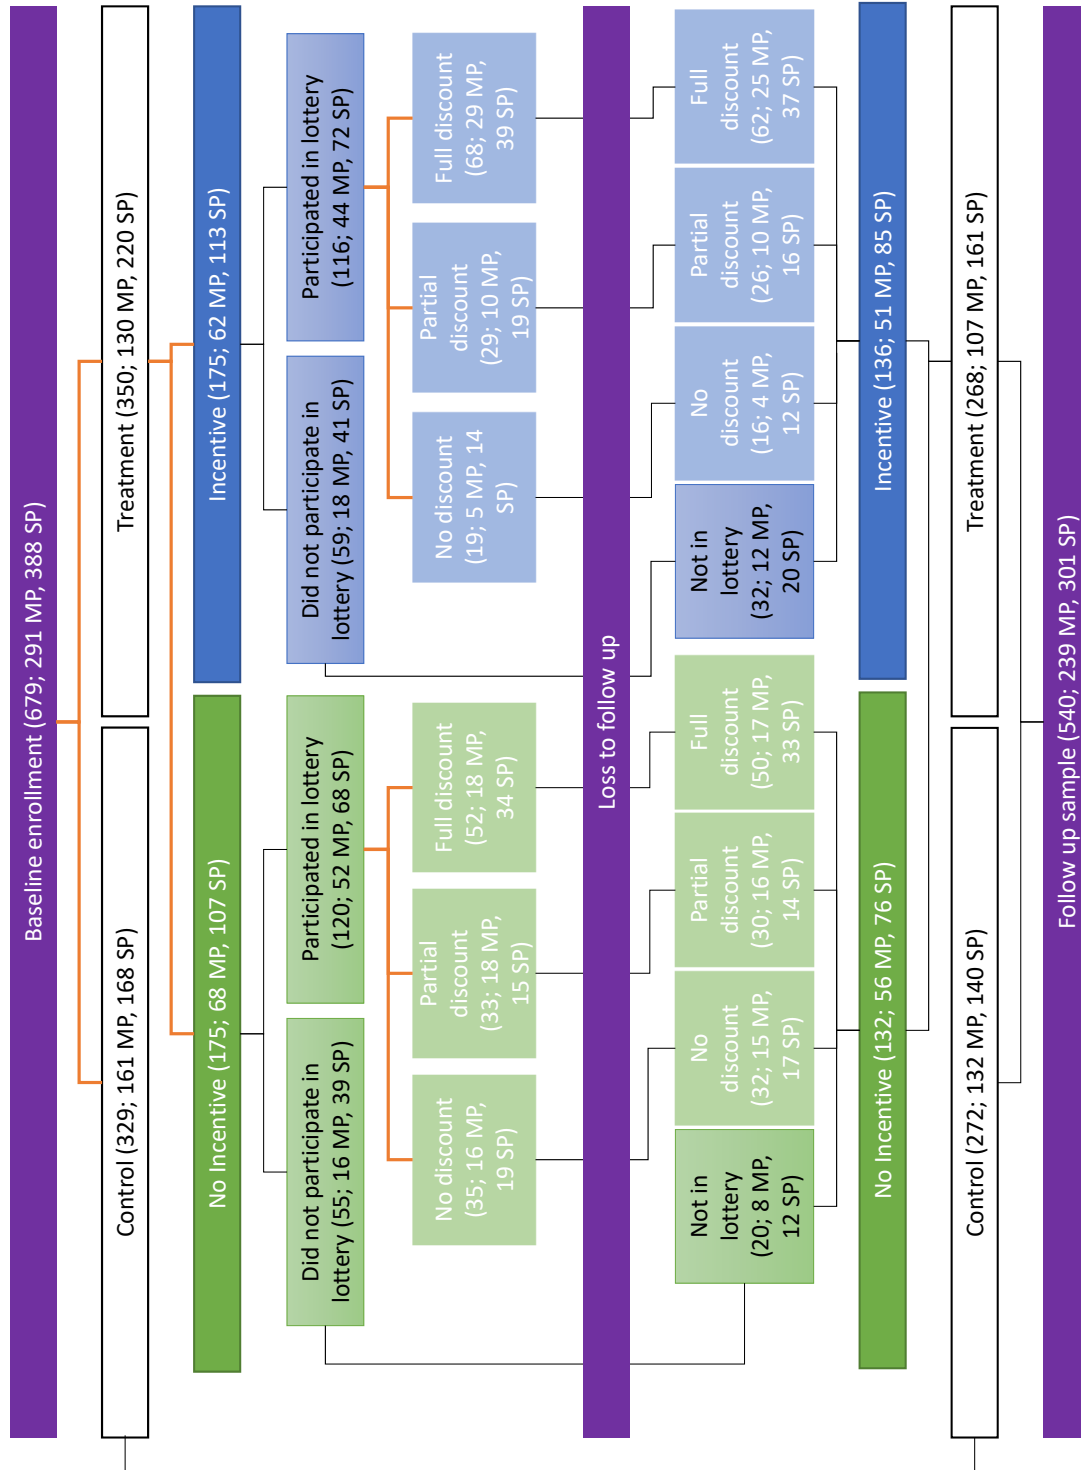 Baseline enrollment (679; 291 MP, 388 SP)
Control (329; 161 MP, 168 SP)
Treatment (350; 130 MP, 220 SP)
No Incentive (175; 68 MP, 107 SP)
Incentive (175; 62 MP, 113 SP)
Did not participate in
lottery (55; 16 MP, 39 SP)
Participated in lottery
(120; 52 MP, 68 SP)
Did not participate in
lottery (59; 18 MP, 41 SP)
Participated in lottery
(116; 44 MP, 72 SP)
No discount
(35; 16 MP,
19 SP)
Partial
discount
(33; 18 MP,
15 SP)
Full discount
(52; 18 MP,
34 SP)
No discount
(19; 5 MP, 14
SP)
Partial
discount
(29; 10 MP,
19 SP)
Full discount
(68; 29 MP,
39 SP)
Loss to follow up
Not in
lottery
(20; 8 MP,
12 SP)
No
discount
(32; 15 MP,
17 SP)
Partial
discount
(30; 16 MP,
14 SP)
Full
discount
(50; 17 MP,
33 SP)
Not in
lottery
(32; 12 MP,
20 SP)
No
discount
(16; 4 MP,
12 SP)
Partial
discount
(26; 10 MP,
16 SP)
Full
discount
(62; 25 MP,
37 SP)
No Incentive (132; 56 MP, 76 SP)
Incentive (136; 51 MP, 85 SP)
Control (272; 132 MP, 140 SP)
Treatment (268; 107 MP, 161 SP)
Follow up sample (540; 239 MP, 301 SP)